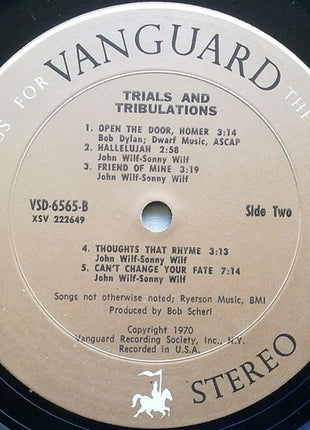 GS FOR VANGUARD THE
TRIALS AND
TRIBULATIONS
1. OPEN THE DOOR, HOMER 3:14
Bob Dylan; Dwarf Music, ASCAP
2. HALLELUJAH 2:58
John Wilf-Sonny Wilf
3. FRIEND OF MINE 3:19
John Wilf-Sonny Wilf
VSD-6565-B
XSV 222649
Side Two
4. THOUGHTS THAT RHYME 3:13
John Wilf-Sonny Wilf
5. CAN'T CHANGE YOUR FATE 7:14
John Wilf-Sonny Wilf
Songs not otherwise noted; Ryerson Music, BMI
Produced by Bob Scherl
Copyright 1970
Vanguard Recording Society, Inc., N.Y.
Recorded in U.S.A.
STEREO